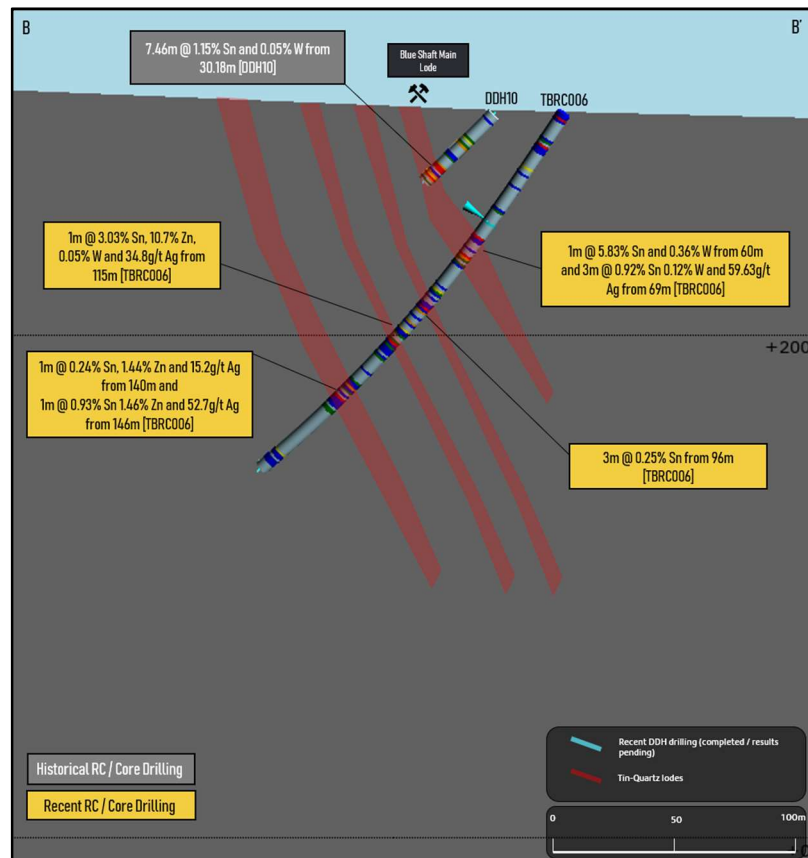 B
B'
7.46m @ 1.15% Sn and 0.05% W from
30.18m [DDH10]
Blue Shaft Main
Lode
DDH10
TBRC006
1m @ 3.03% Sn, 10.7% Zn,
0.05% W and 34.8g/t Ag from
115m [TBRC006]
1m @ 5.83% Sn and 0.36% W from 60m
and 3m @ 0.92% Sn 0.12% W and 59.63g/t
Ag from 69m [TBRC006]
+200
1m @ 0.24% Sn, 1.44% Zn and 15.2g/t Ag
from 140m and
1m @ 0.93% Sn 1.46% Zn and 52.7g/t Ag
from 146m [TBRC006]
3m @ 0.25% Sn from 96m
[TBRC006]
Recent DDH drilling (completed / results
pending)
Tin-Quartz lodes
Historical RC / Core Drilling
Recent RC / Core Drilling
0
50
100m